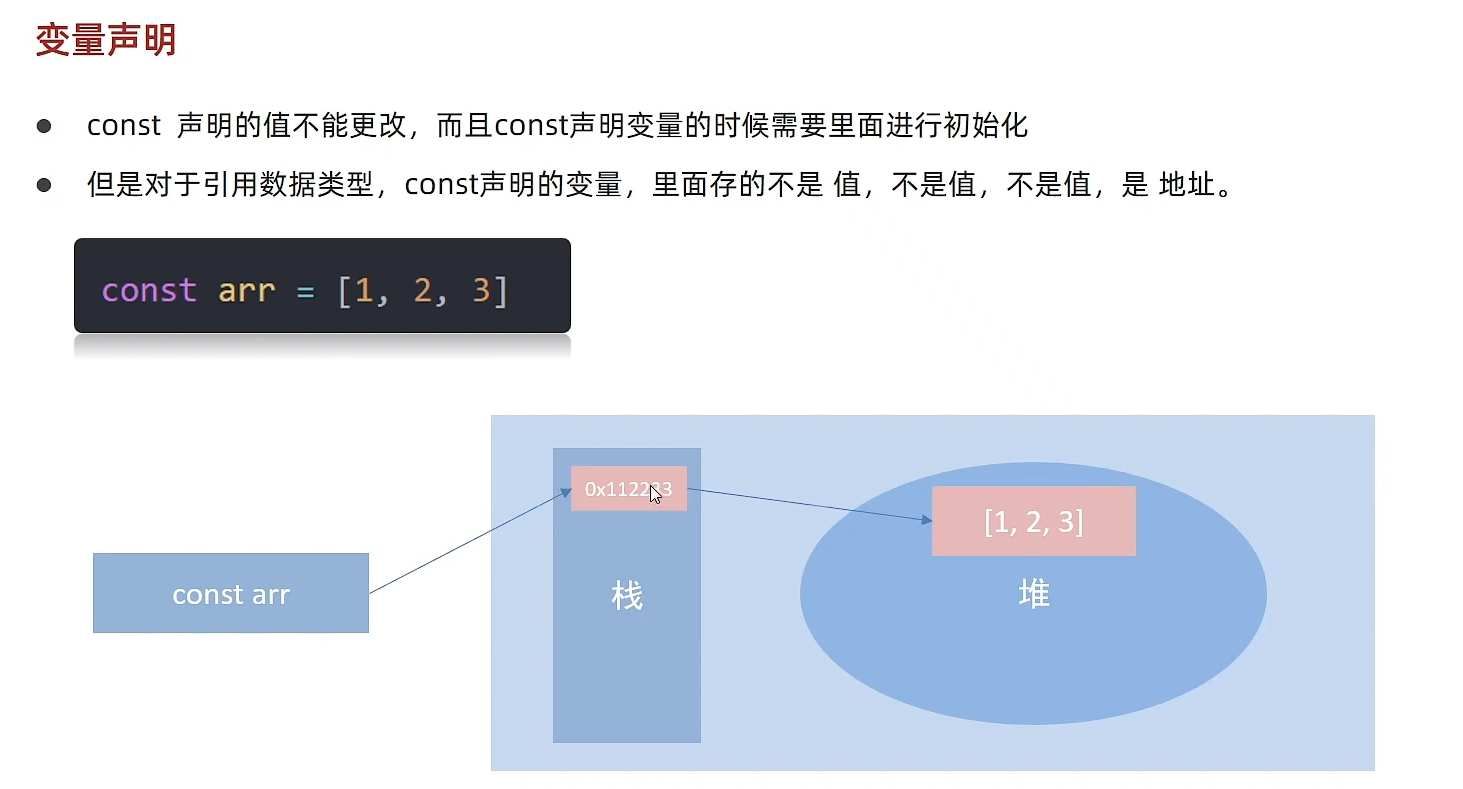 变量声明
● const 声明的值不能更改，而且const声明变量的时候需要里面进行初始化
● 但是对于引用数据类型，const声明的变量，里面存的不是 值，不是值，不是值，是 地址。
const arr = [1, 2, 3]
0x112233
[1, 2, 3]
const arr
栈
堆